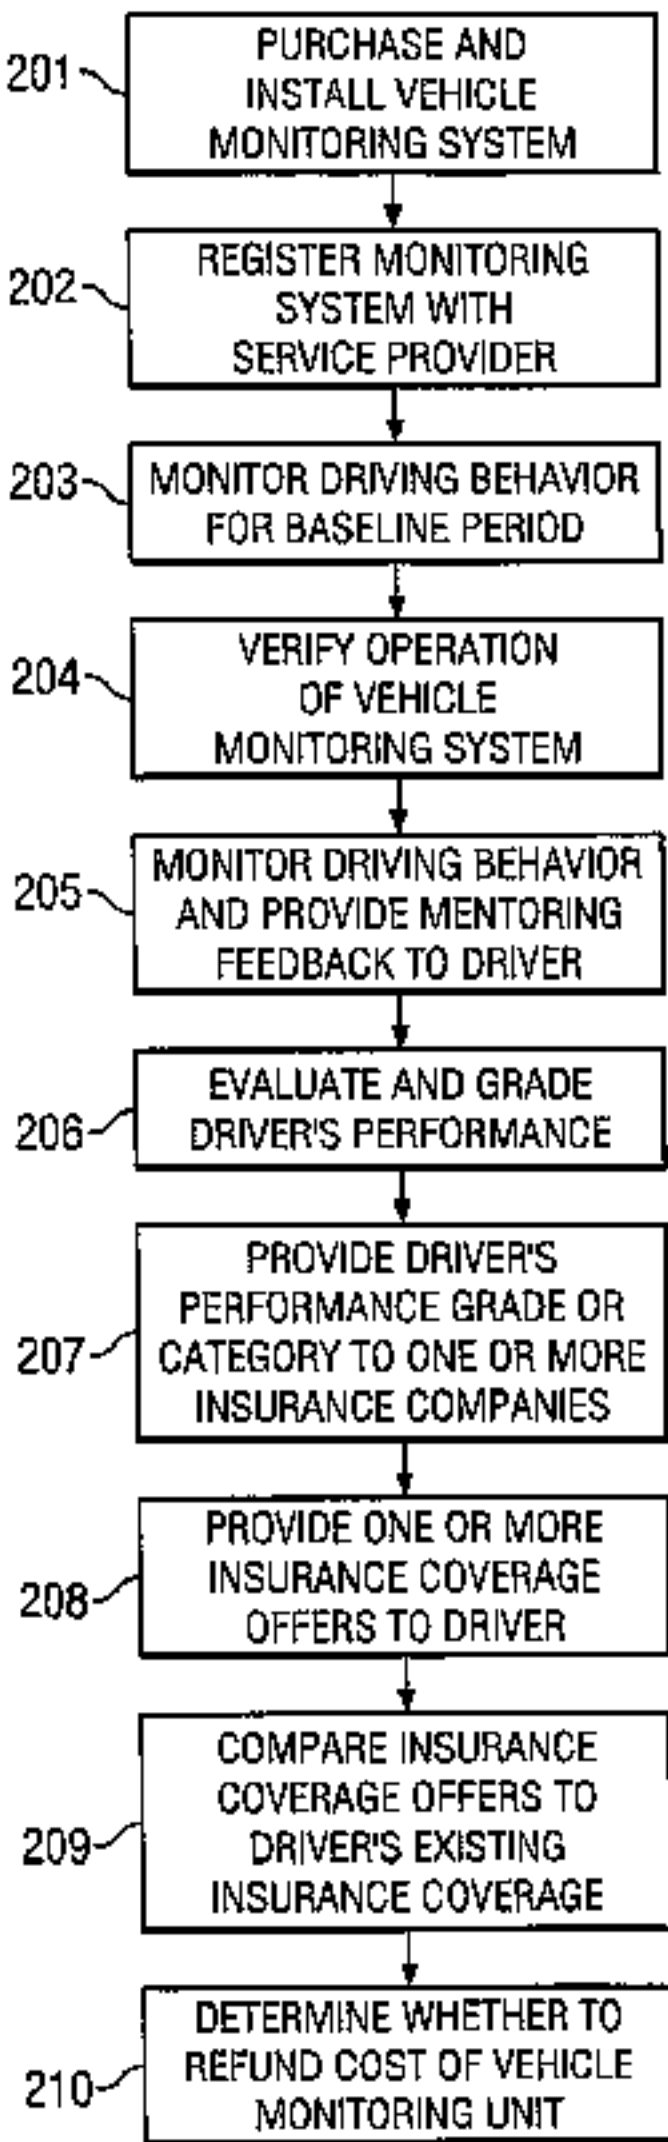 201
PURCHASE AND
INSTALL VEHICLE
MONITORING SYSTEM
202
REGISTER MONITORING
SYSTEM WITH
SERVICE PROVIDER
203
MONITOR DRIVING BEHAVIOR
FOR BASELINE PERIOD
204
VERIFY OPERATION
OF VEHICLE
MONITORING SYSTEM
205
MONITOR DRIVING BEHAVIOR
AND PROVIDE MENTORING
FEEDBACK TO DRIVER
206
EVALUATE AND GRADE
DRIVER'S PERFORMANCE
207
PROVIDE DRIVER'S
PERFORMANCE GRADE OR
CATEGORY TO ONE OR MORE
INSURANCE COMPANIES
208
PROVIDE ONE OR MORE
INSURANCE COVERAGE
OFFERS TO DRIVER
209
COMPARE INSURANCE
COVERAGE OFFERS TO
DRIVER'S EXISTING
INSURANCE COVERAGE
210
DETERMINE WHETHER TO
REFUND COST OF VEHICLE
MONITORING UNIT